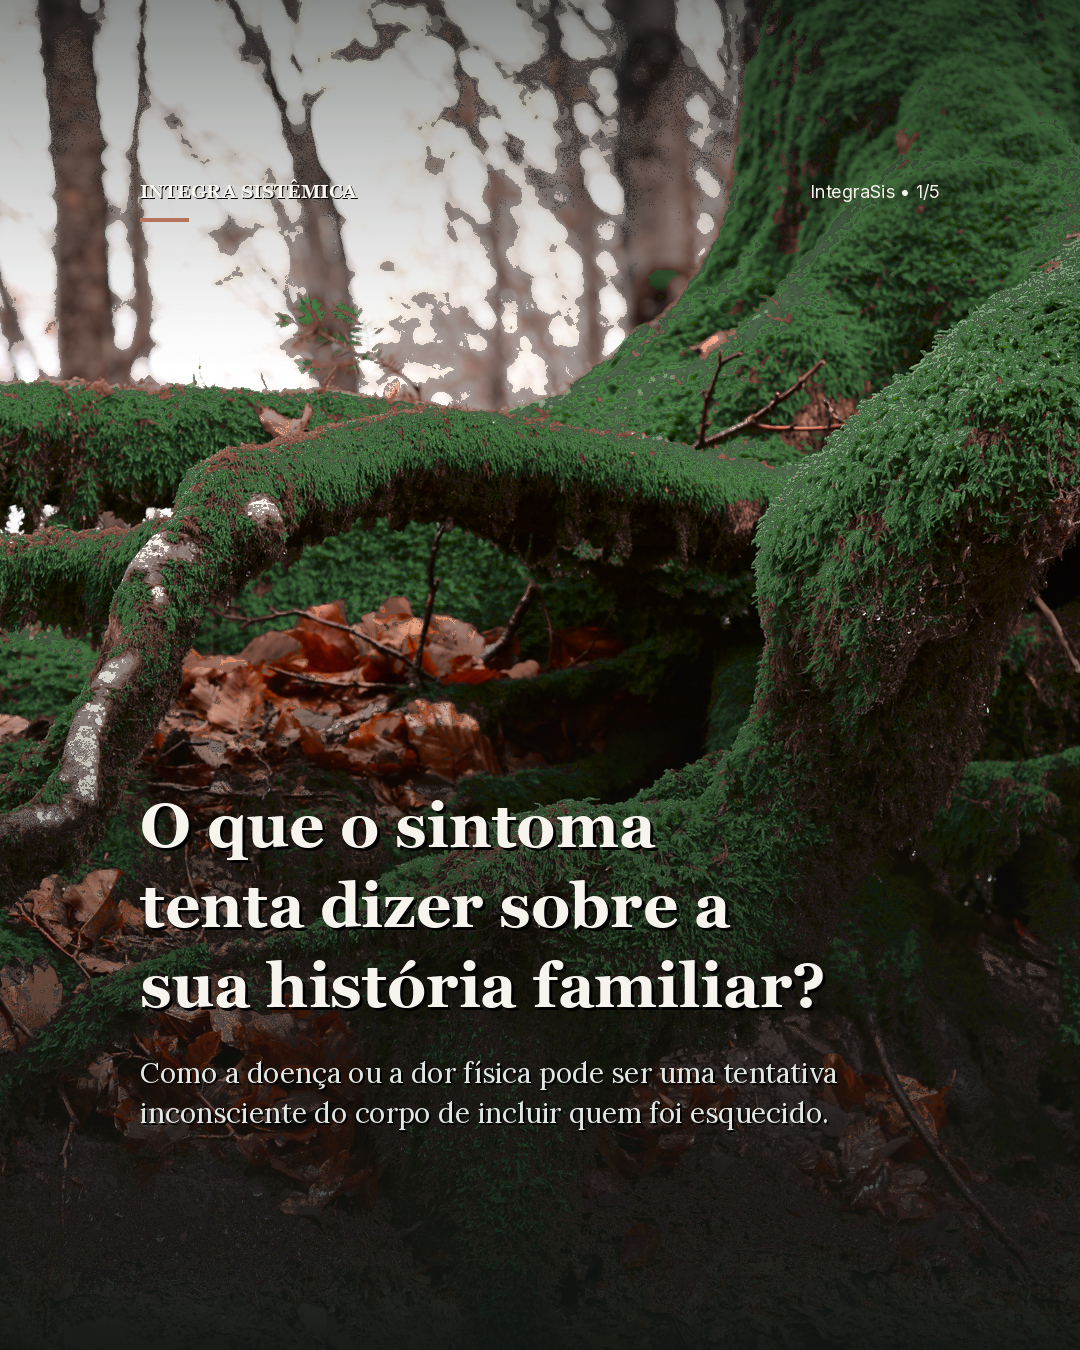 INTEGRA SISTÊMICA
IntegraSis • 1/5
O que o sintoma
tenta dizer sobre a
sua história familiar?
Como a doença ou a dor física pode ser uma tentativa
inconsciente do corpo de incluir quem foi esquecido.